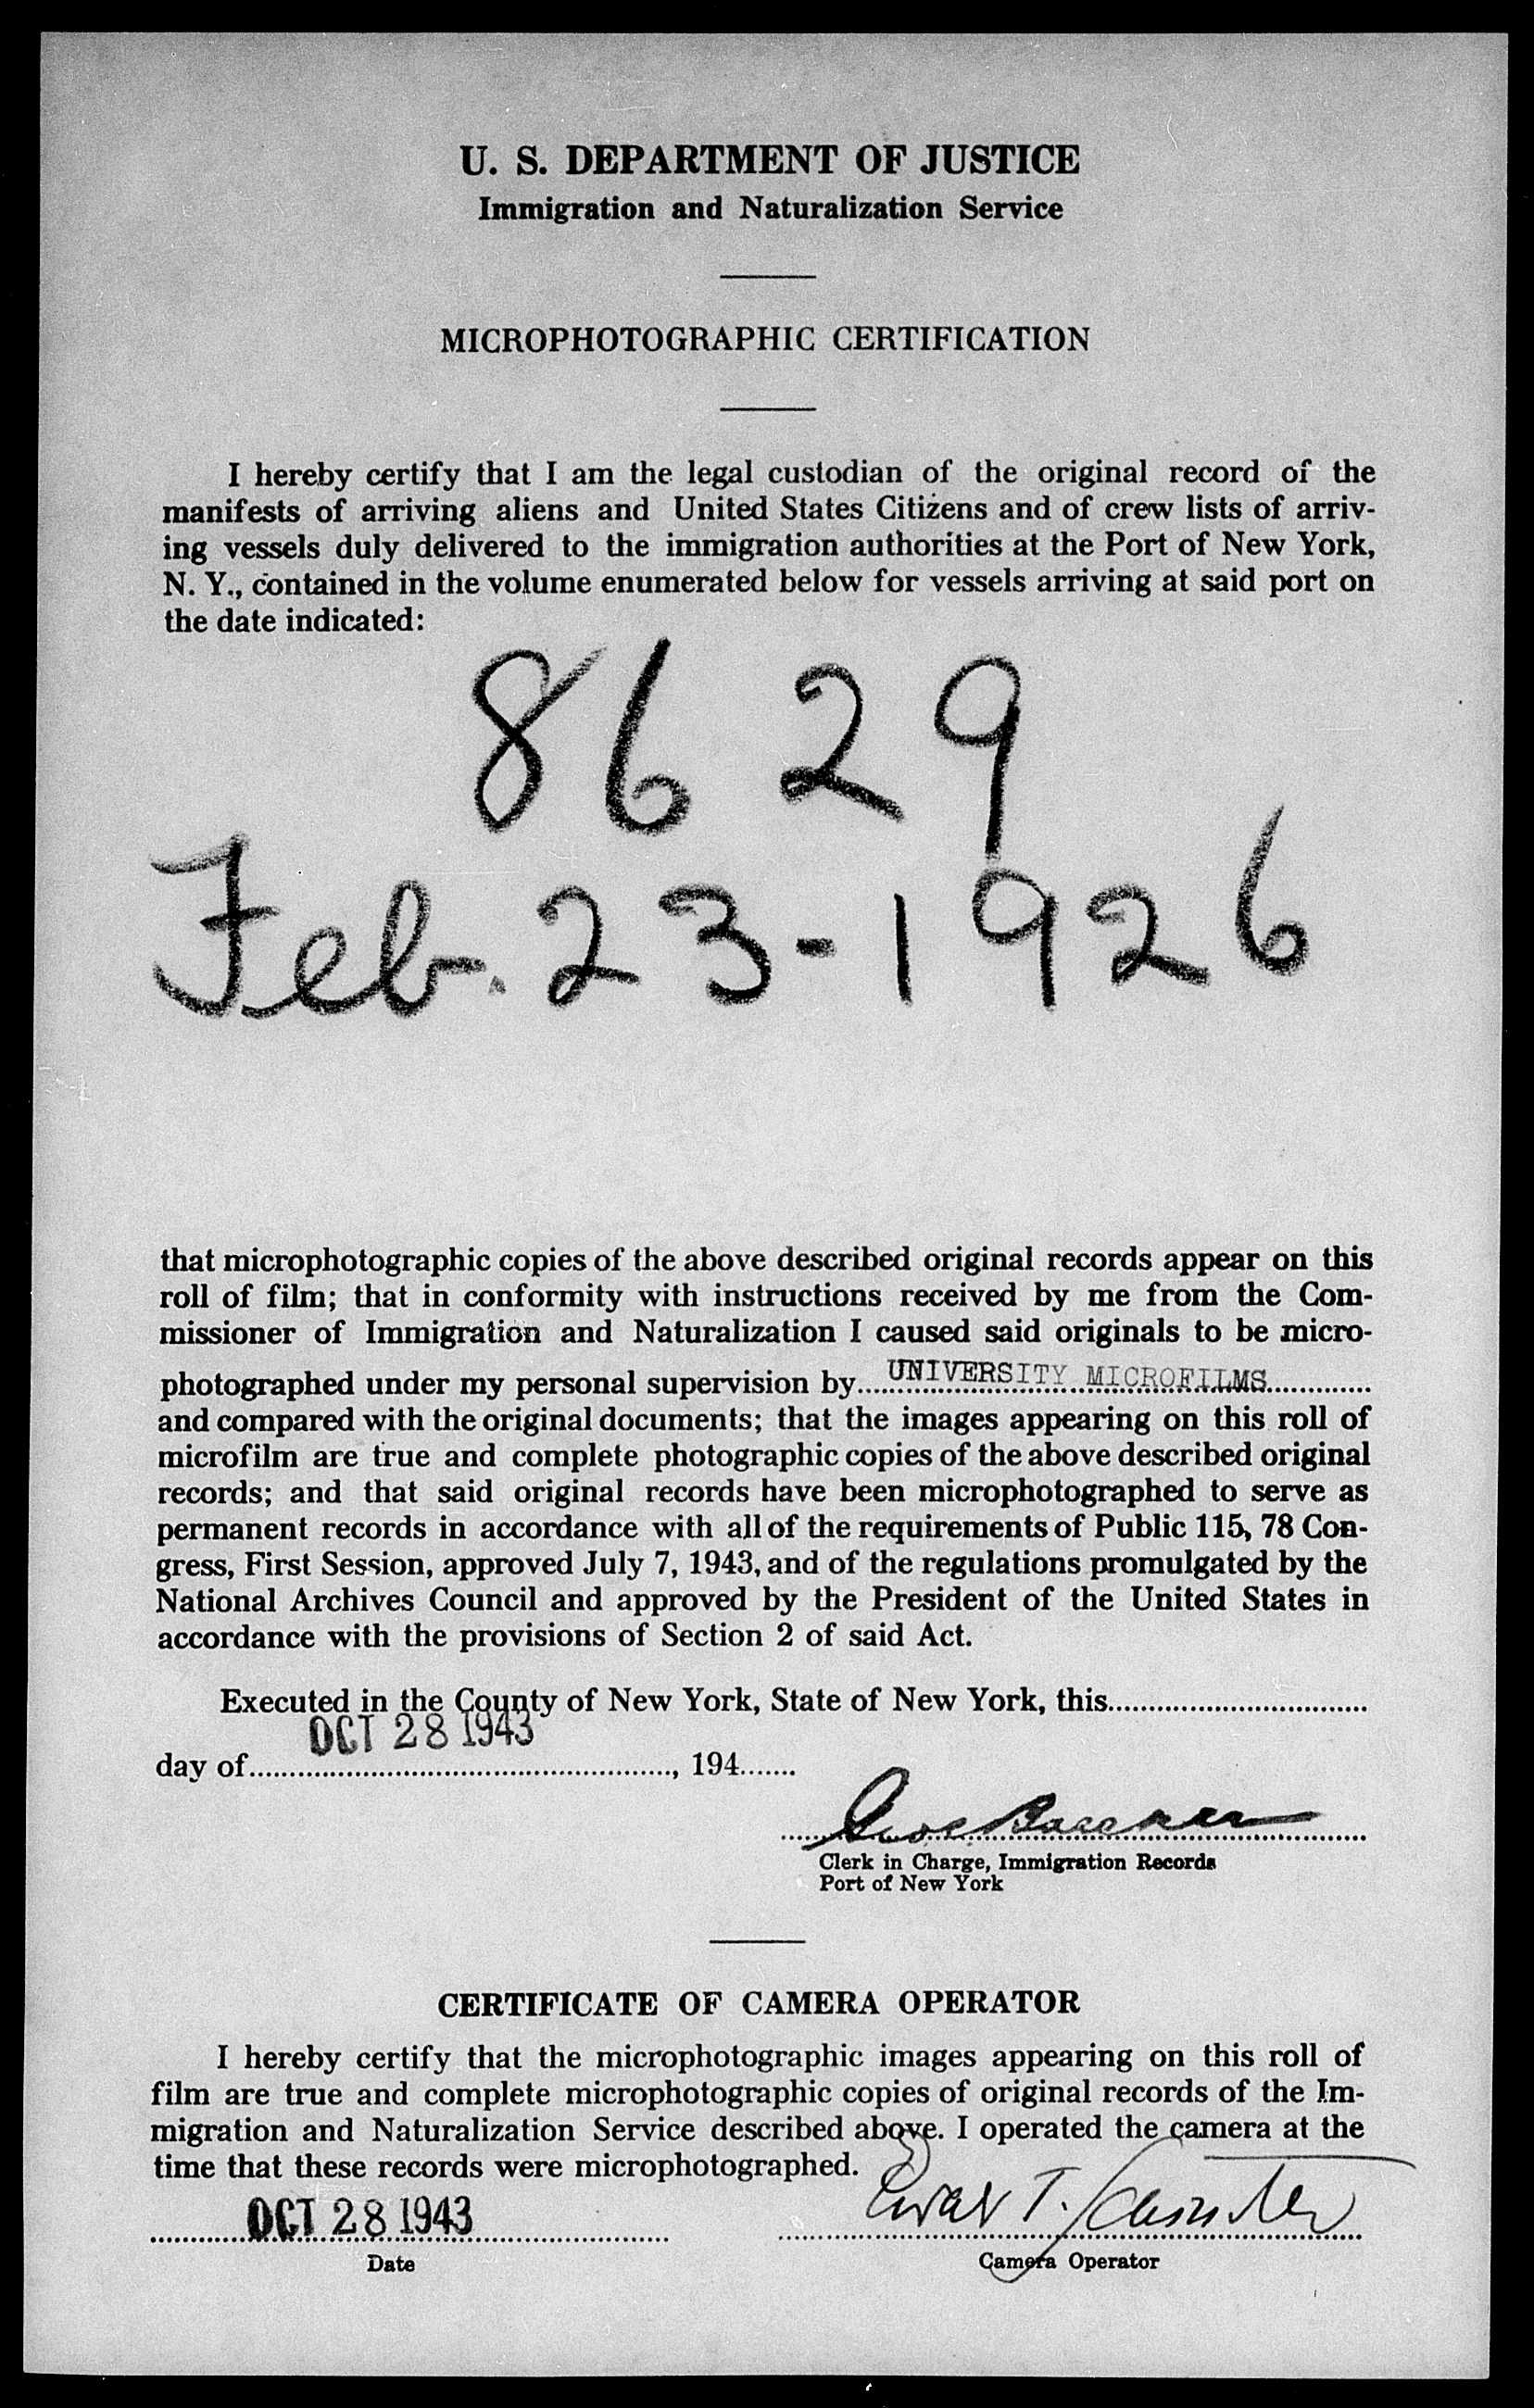 U. S. DEPARTMENT OF JUSTICE
Immigration and Naturalization Service
MICROPHOTOGRAPHIC CERTIFICATION
I hereby certify that I am the legal custodian of the original record of the
manifests of arriving aliens and United States Citizens and of crew lists of arriv-
ing vessels duly delivered to the immigration authorities at the Port of New York,
N. Y., contained in the volume enumerated below for vessels arriving at said port on
the date indicated:
8629
Feb. 23-1926
that microphotographic copies of the above described original records appear on this
roll of film; that in conformity with instructions received by me from the Com-
missioner of Immigration and Naturalization I caused said originals to be micro-
photographed under my personal supervision by UNIVERSITY MICROFILMS
and compared with the original documents; that the images appearing on this roll of
microfilm are true and complete photographic copies of the above described original
records; and that said original records have been microphotographed to serve as
permanent records in accordance with all of the requirements of Public 115, 78 Con-
gress, First Session, approved July 7, 1943, and of the regulations promulgated by the
National Archives Council and approved by the President of the United States in
accordance with the provisions of Section 2 of said Act.
Executed in the County of New York, State of New York, this
OCT 28 1943
day of, 194
Clerk in Charge, Immigration Records
Port of New York
CERTIFICATE OF CAMERA OPERATOR
I hereby certify that the microphotographic images appearing on this roll of
film are true and complete microphotographic copies of original records of the Im-
migration and Naturalization Service described above. I operated the camera at the
time that these records were microphotographed.
OCT 28 1943
T.
Date
Camera Operator